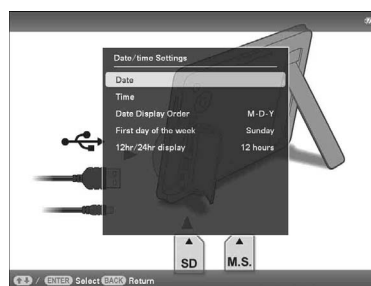 Date/time Settings
Date
Time
Date Display Order M-D-Y
First day of the week Sunday
12hr/24hr display 12 hours
SD
M.S.
/ ENTER Select BACK Return